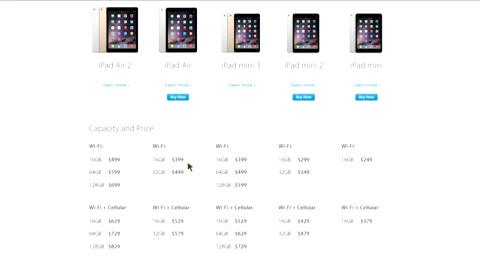 iPad Air 2 iPad Air iPad mini 3 iPad mini 2 iPad mini
Learn more › Learn more › Learn more › Learn more › Learn more ›
Buy Now Buy Now Buy Now
Capacity and Price
Wi-Fi: Wi-Fi: Wi-Fi: Wi-Fi: Wi-Fi:
16GB $499 16GB $399 16GB $399 16GB $299 16GB $249
64GB $599 32GB $449 64GB $499 32GB $349
128GB $699 128GB $599
Wi-Fi + Cellular: Wi-Fi + Cellular: Wi-Fi + Cellular: Wi-Fi + Cellular: Wi-Fi + Cellular:
16GB $629 16GB $529 16GB $529 16GB $429 16GB $379
64GB $729 32GB $579 64GB $629 32GB $479
128GB $829 128GB $729